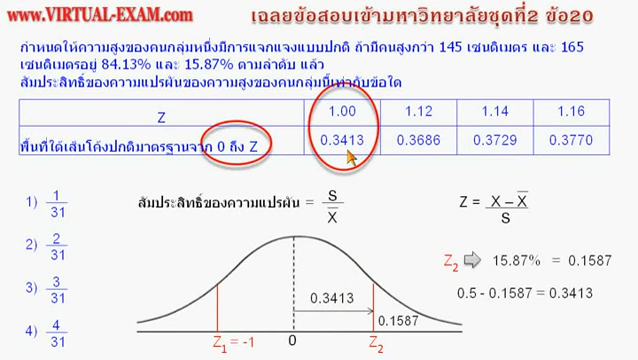 www.VIRTUAL-EXAM.com เฉลยข้อสอบเข้ามหาวิทยาลัยชุดที่2 ข้อ20
กำหนดให้ความสูงของคนกลุ่มหนึ่งมีการแจกแจงแบบปกติ ถ้ามีคนสูงกว่า 145 เซนติเมตร และ 165
เซนติเมตรอยู่ 84.13% และ 15.87% ตามลำดับ แล้ว
สัมประสิทธิ์ของความแปรผันของความสูงของคนกลุ่มนี้เท่ากับข้อใด
Z 1.00 1.12 1.14 1.16
พื้นที่ใต้เส้นโค้งปกติมาตรฐานจาก 0 ถึง Z 0.3413 0.3686 0.3729 0.3770
1) 1/31 สัมประสิทธิ์ของความแปรผัน = S/X̄ Z = (X – X̄)/S
2) 2/31
Z₂ ⇨ 15.87% = 0.1587
3) 3/31
0.3413
0.5 - 0.1587 = 0.3413
0.1587
4) 4/31
Z₁ = -1 0 Z₂